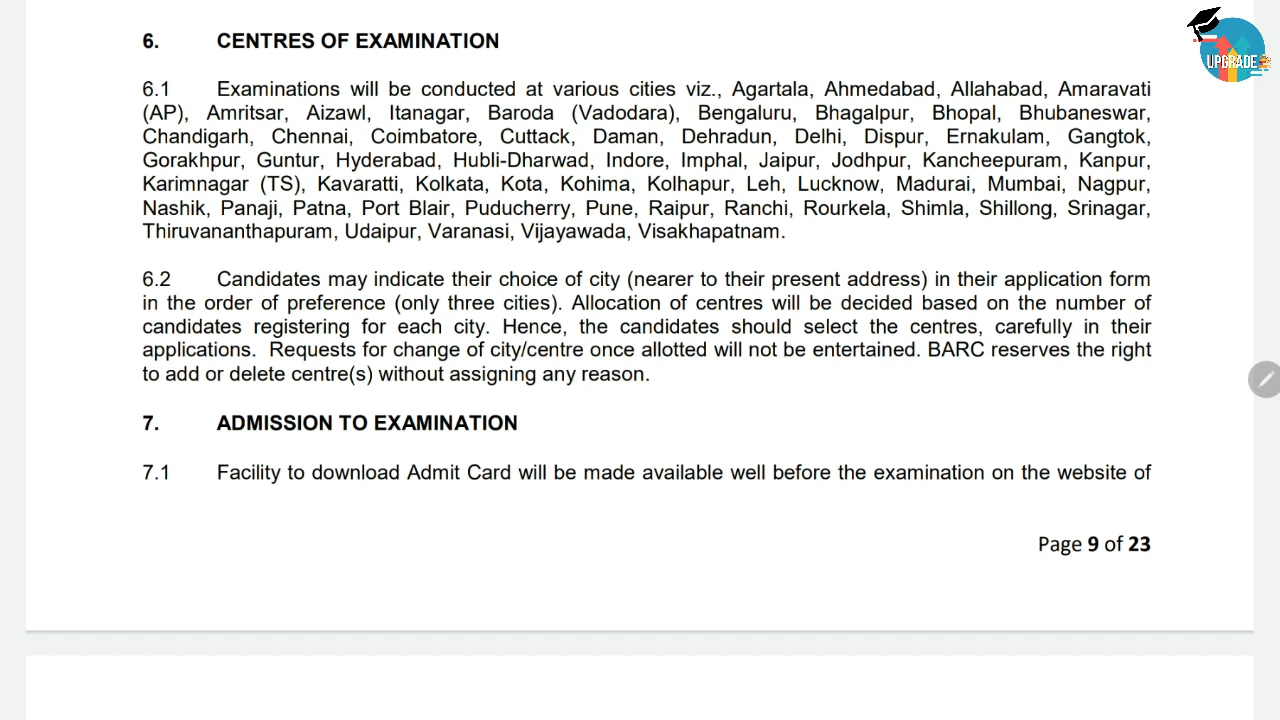 UPGRADE
6. CENTRES OF EXAMINATION
6.1 Examinations will be conducted at various cities viz., Agartala, Ahmedabad, Allahabad, Amaravati
(AP), Amritsar, Aizawl, Itanagar, Baroda (Vadodara), Bengaluru, Bhagalpur, Bhopal, Bhubaneswar,
Chandigarh, Chennai, Coimbatore, Cuttack, Daman, Dehradun, Delhi, Dispur, Ernakulam, Gangtok,
Gorakhpur, Guntur, Hyderabad, Hubli-Dharwad, Indore, Imphal, Jaipur, Jodhpur, Kancheepuram, Kanpur,
Karimnagar (TS), Kavaratti, Kolkata, Kota, Kohima, Kolhapur, Leh, Lucknow, Madurai, Mumbai, Nagpur,
Nashik, Panaji, Patna, Port Blair, Puducherry, Pune, Raipur, Ranchi, Rourkela, Shimla, Shillong, Srinagar,
Thiruvananthapuram, Udaipur, Varanasi, Vijayawada, Visakhapatnam.
6.2 Candidates may indicate their choice of city (nearer to their present address) in their application form
in the order of preference (only three cities). Allocation of centres will be decided based on the number of
candidates registering for each city. Hence, the candidates should select the centres, carefully in their
applications. Requests for change of city/centre once allotted will not be entertained. BARC reserves the right
to add or delete centre(s) without assigning any reason.
7. ADMISSION TO EXAMINATION
7.1 Facility to download Admit Card will be made available well before the examination on the website of
Page 9 of 23